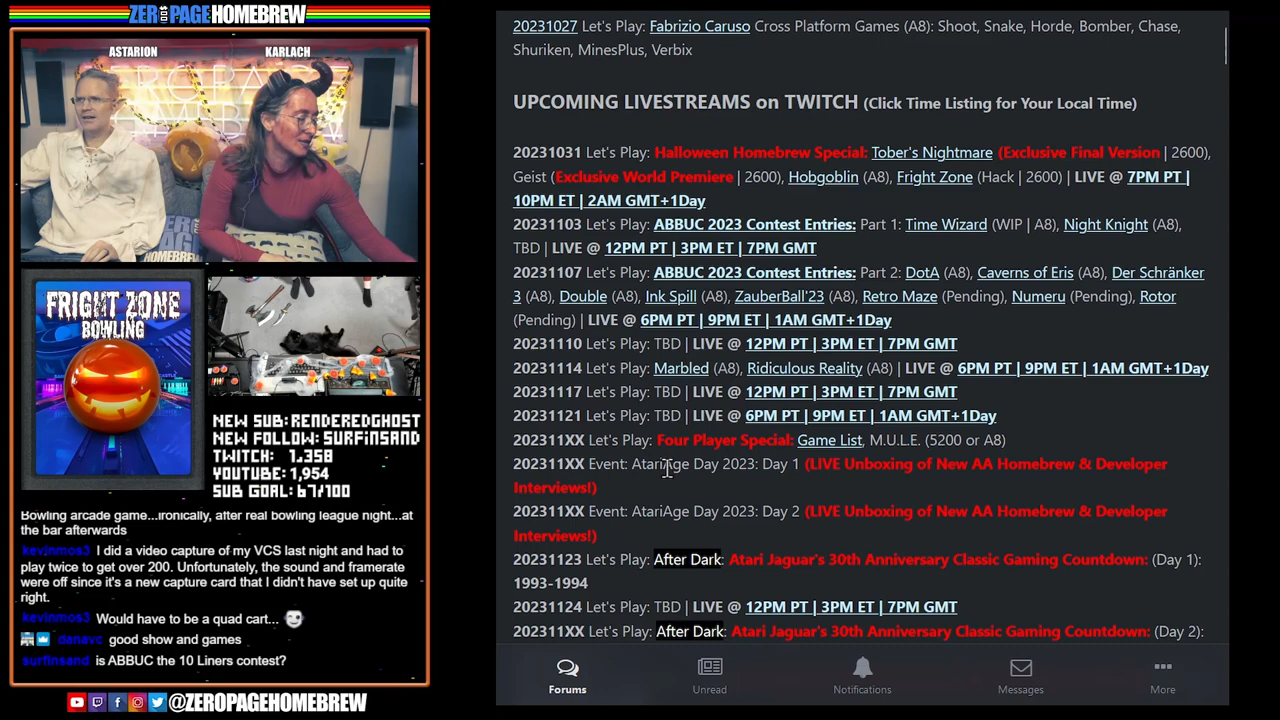 ZEROPAGEHOMEBREW
ASTARION
KARLACH
FRIGHT ZONE
BOWLING
NEW SUB: RENDEREDGHOST
NEW FOLLOW: SURFINSAND
TWITCH: 1,358
YOUTUBE: 1,954
SUB GOAL: 67/100
Bowling arcade game...ironically, after real bowling league night...at
the bar afterwards
kevinmos3 I did a video capture of my VCS last night and had to
play twice to get over 200. Unfortunately, the sound and framerate
were off since it's a new capture card that I didn't have set up quite
right.
kevinmos3 Would have to be a quad cart...
danavc good show and games
surfinsand is ABBUC the 10 Liners contest?
@ZEROPAGEHOMEBREW
20231027 Let's Play: Fabrizio Caruso Cross Platform Games (A8): Shoot, Snake, Horde, Bomber, Chase,
Shuriken, MinesPlus, Verbix
UPCOMING LIVESTREAMS on TWITCH (Click Time Listing for Your Local Time)
20231031 Let's Play: Halloween Homebrew Special: Tober's Nightmare (Exclusive Final Version | 2600),
Geist (Exclusive World Premiere | 2600), Hobgoblin (A8), Fright Zone (Hack | 2600) | LIVE @ 7PM PT |
10PM ET | 2AM GMT+1Day
20231103 Let's Play: ABBUC 2023 Contest Entries: Part 1: Time Wizard (WIP | A8), Night Knight (A8),
TBD | LIVE @ 12PM PT | 3PM ET | 7PM GMT
20231107 Let's Play: ABBUC 2023 Contest Entries: Part 2: DotA (A8), Caverns of Eris (A8), Der Schränker
3 (A8), Double (A8), Ink Spill (A8), ZauberBall'23 (A8), Retro Maze (Pending), Numeru (Pending), Rotor
(Pending) | LIVE @ 6PM PT | 9PM ET | 1AM GMT+1Day
20231110 Let's Play: TBD | LIVE @ 12PM PT | 3PM ET | 7PM GMT
20231114 Let's Play: Marbled (A8), Ridiculous Reality (A8) | LIVE @ 6PM PT | 9PM ET | 1AM GMT+1Day
20231117 Let's Play: TBD | LIVE @ 12PM PT | 3PM ET | 7PM GMT
20231121 Let's Play: TBD | LIVE @ 6PM PT | 9PM ET | 1AM GMT+1Day
202311XX Let's Play: Four Player Special: Game List, M.U.L.E. (5200 or A8)
202311XX Event: AtariAge Day 2023: Day 1 (LIVE Unboxing of New AA Homebrew & Developer
Interviews!)
202311XX Event: AtariAge Day 2023: Day 2 (LIVE Unboxing of New AA Homebrew & Developer
Interviews!)
20231123 Let's Play: After Dark: Atari Jaguar's 30th Anniversary Classic Gaming Countdown: (Day 1):
1993-1994
20231124 Let's Play: TBD | LIVE @ 12PM PT | 3PM ET | 7PM GMT
202311XX Let's Play: After Dark: Atari Jaguar's 30th Anniversary Classic Gaming Countdown: (Day 2):
Forums
Unread
Notifications
Messages
More